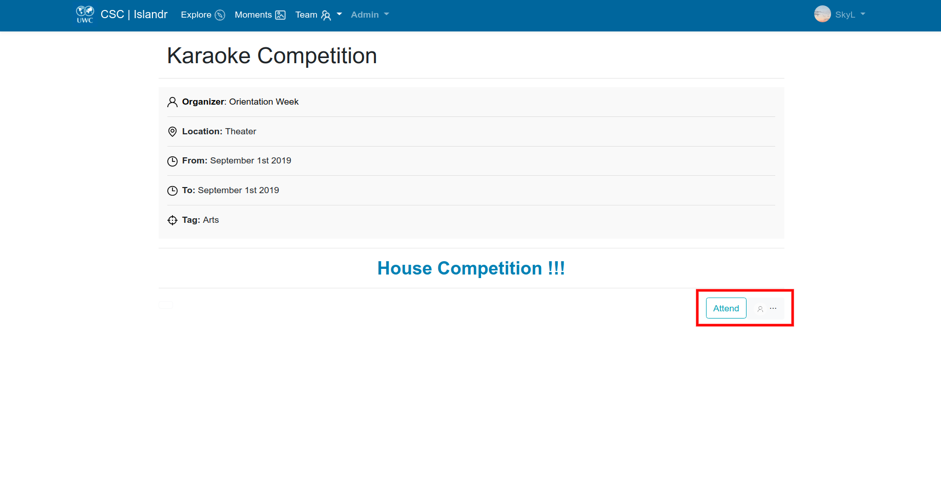 UWC CSC | Islandr Explore Moments Team Admin SkyL
Karaoke Competition
Organizer: Orientation Week
Location: Theater
From: September 1st 2019
To: September 1st 2019
Tag: Arts
House Competition !!!
Attend ...